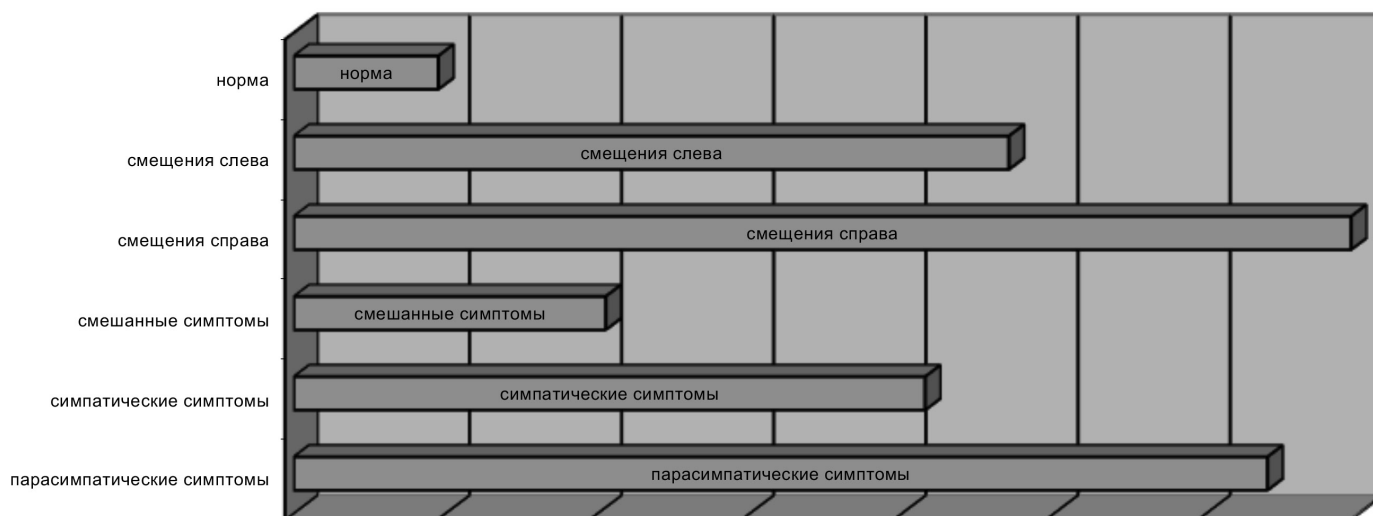 норма
норма
смещения слева
смещения слева
смещения справа
смещения справа
смешанные симптомы
смешанные симптомы
симпатические симптомы
симпатические симптомы
парасимпатические симптомы
парасимпатические симптомы